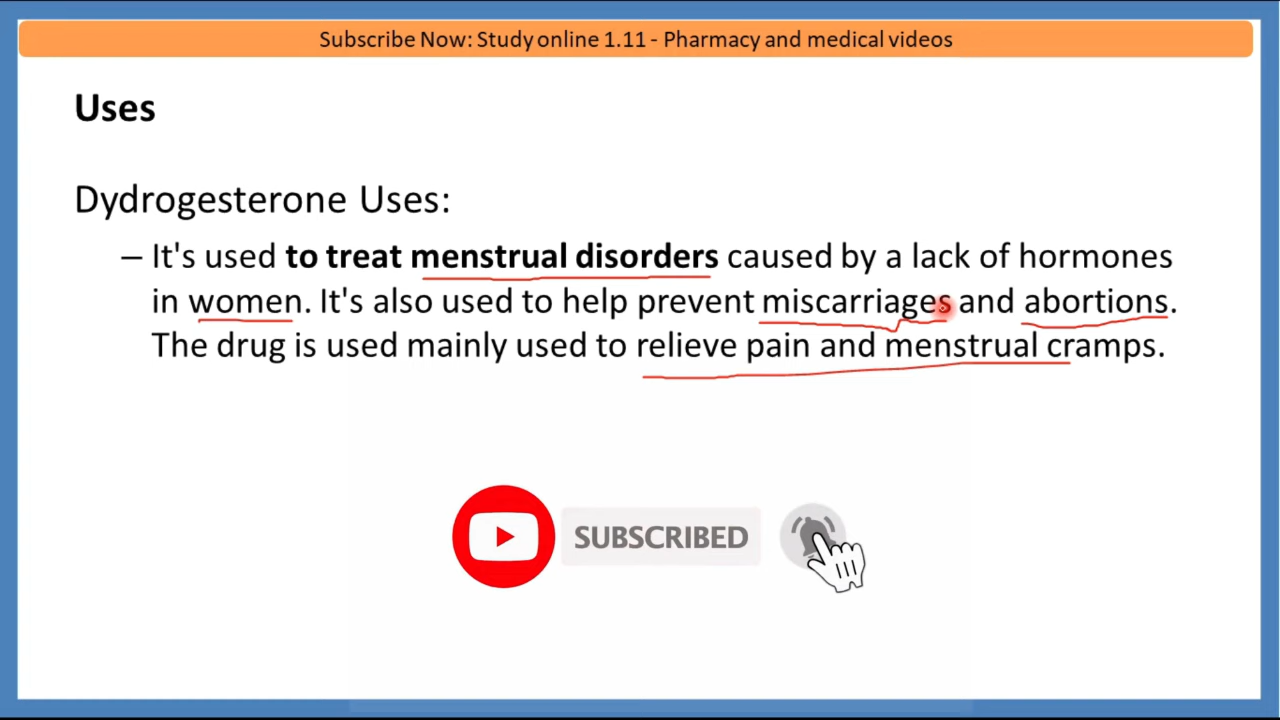 Subscribe Now: Study online 1.11 - Pharmacy and medical videos
Uses
Dydrogesterone Uses:
– It's used to treat menstrual disorders caused by a lack of hormones
in women. It's also used to help prevent miscarriages and abortions.
The drug is used mainly used to relieve pain and menstrual cramps.
SUBSCRIBED